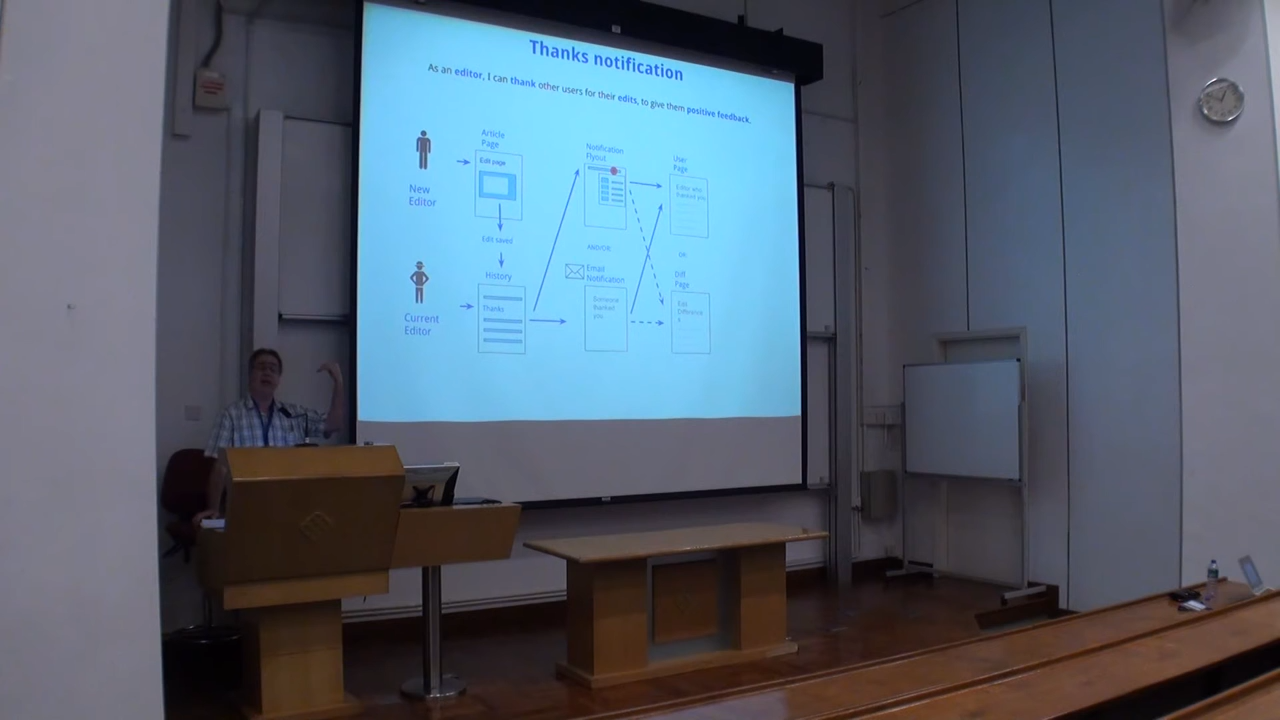 Thanks notification
As an editor, I can thank other users for their edits, to give them positive feedback.
Article
Page
Edit page
New
Editor
Edit saved
History
Thanks
Current
Editor
Notification
Flyout
AND/OR
Email
Notification
Someone
thanked
you
User
Page
Editor who
thanked you
OR
Diff
Page
Edit
Difference
s